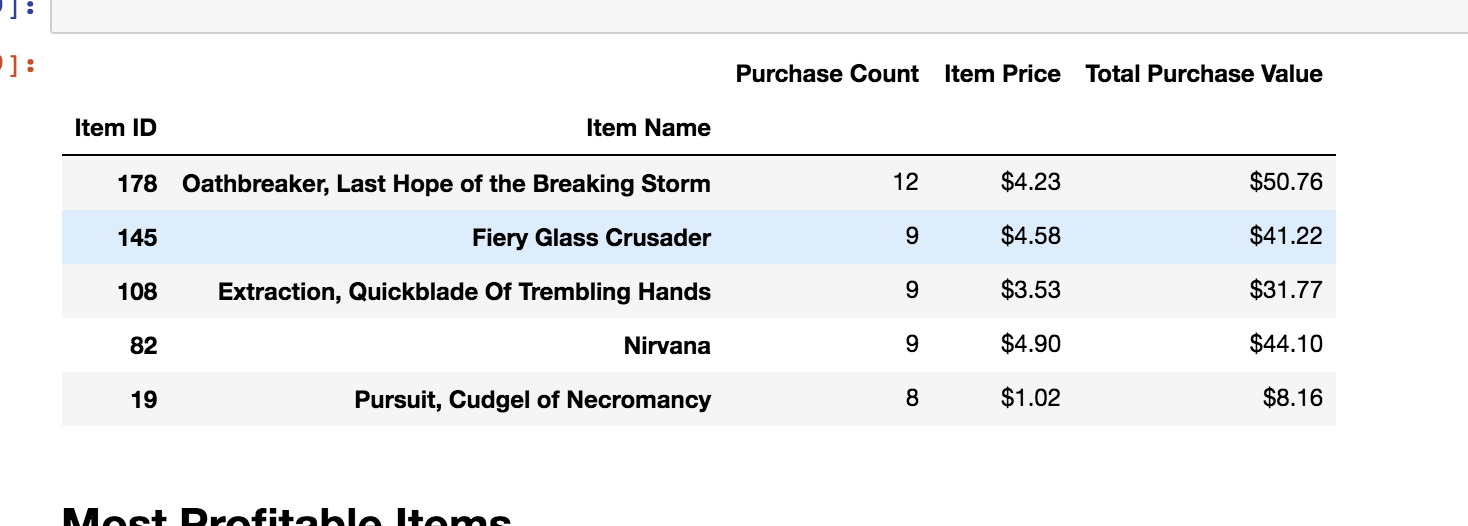 ]:
]:
Purchase Count Item Price Total Purchase Value
Item ID Item Name
178 Oathbreaker, Last Hope of the Breaking Storm 12 $4.23 $50.76
145 Fiery Glass Crusader 9 $4.58 $41.22
108 Extraction, Quickblade Of Trembling Hands 9 $3.53 $31.77
82 Nirvana 9 $4.90 $44.10
19 Pursuit, Cudgel of Necromancy 8 $1.02 $8.16
Most Profitable Items